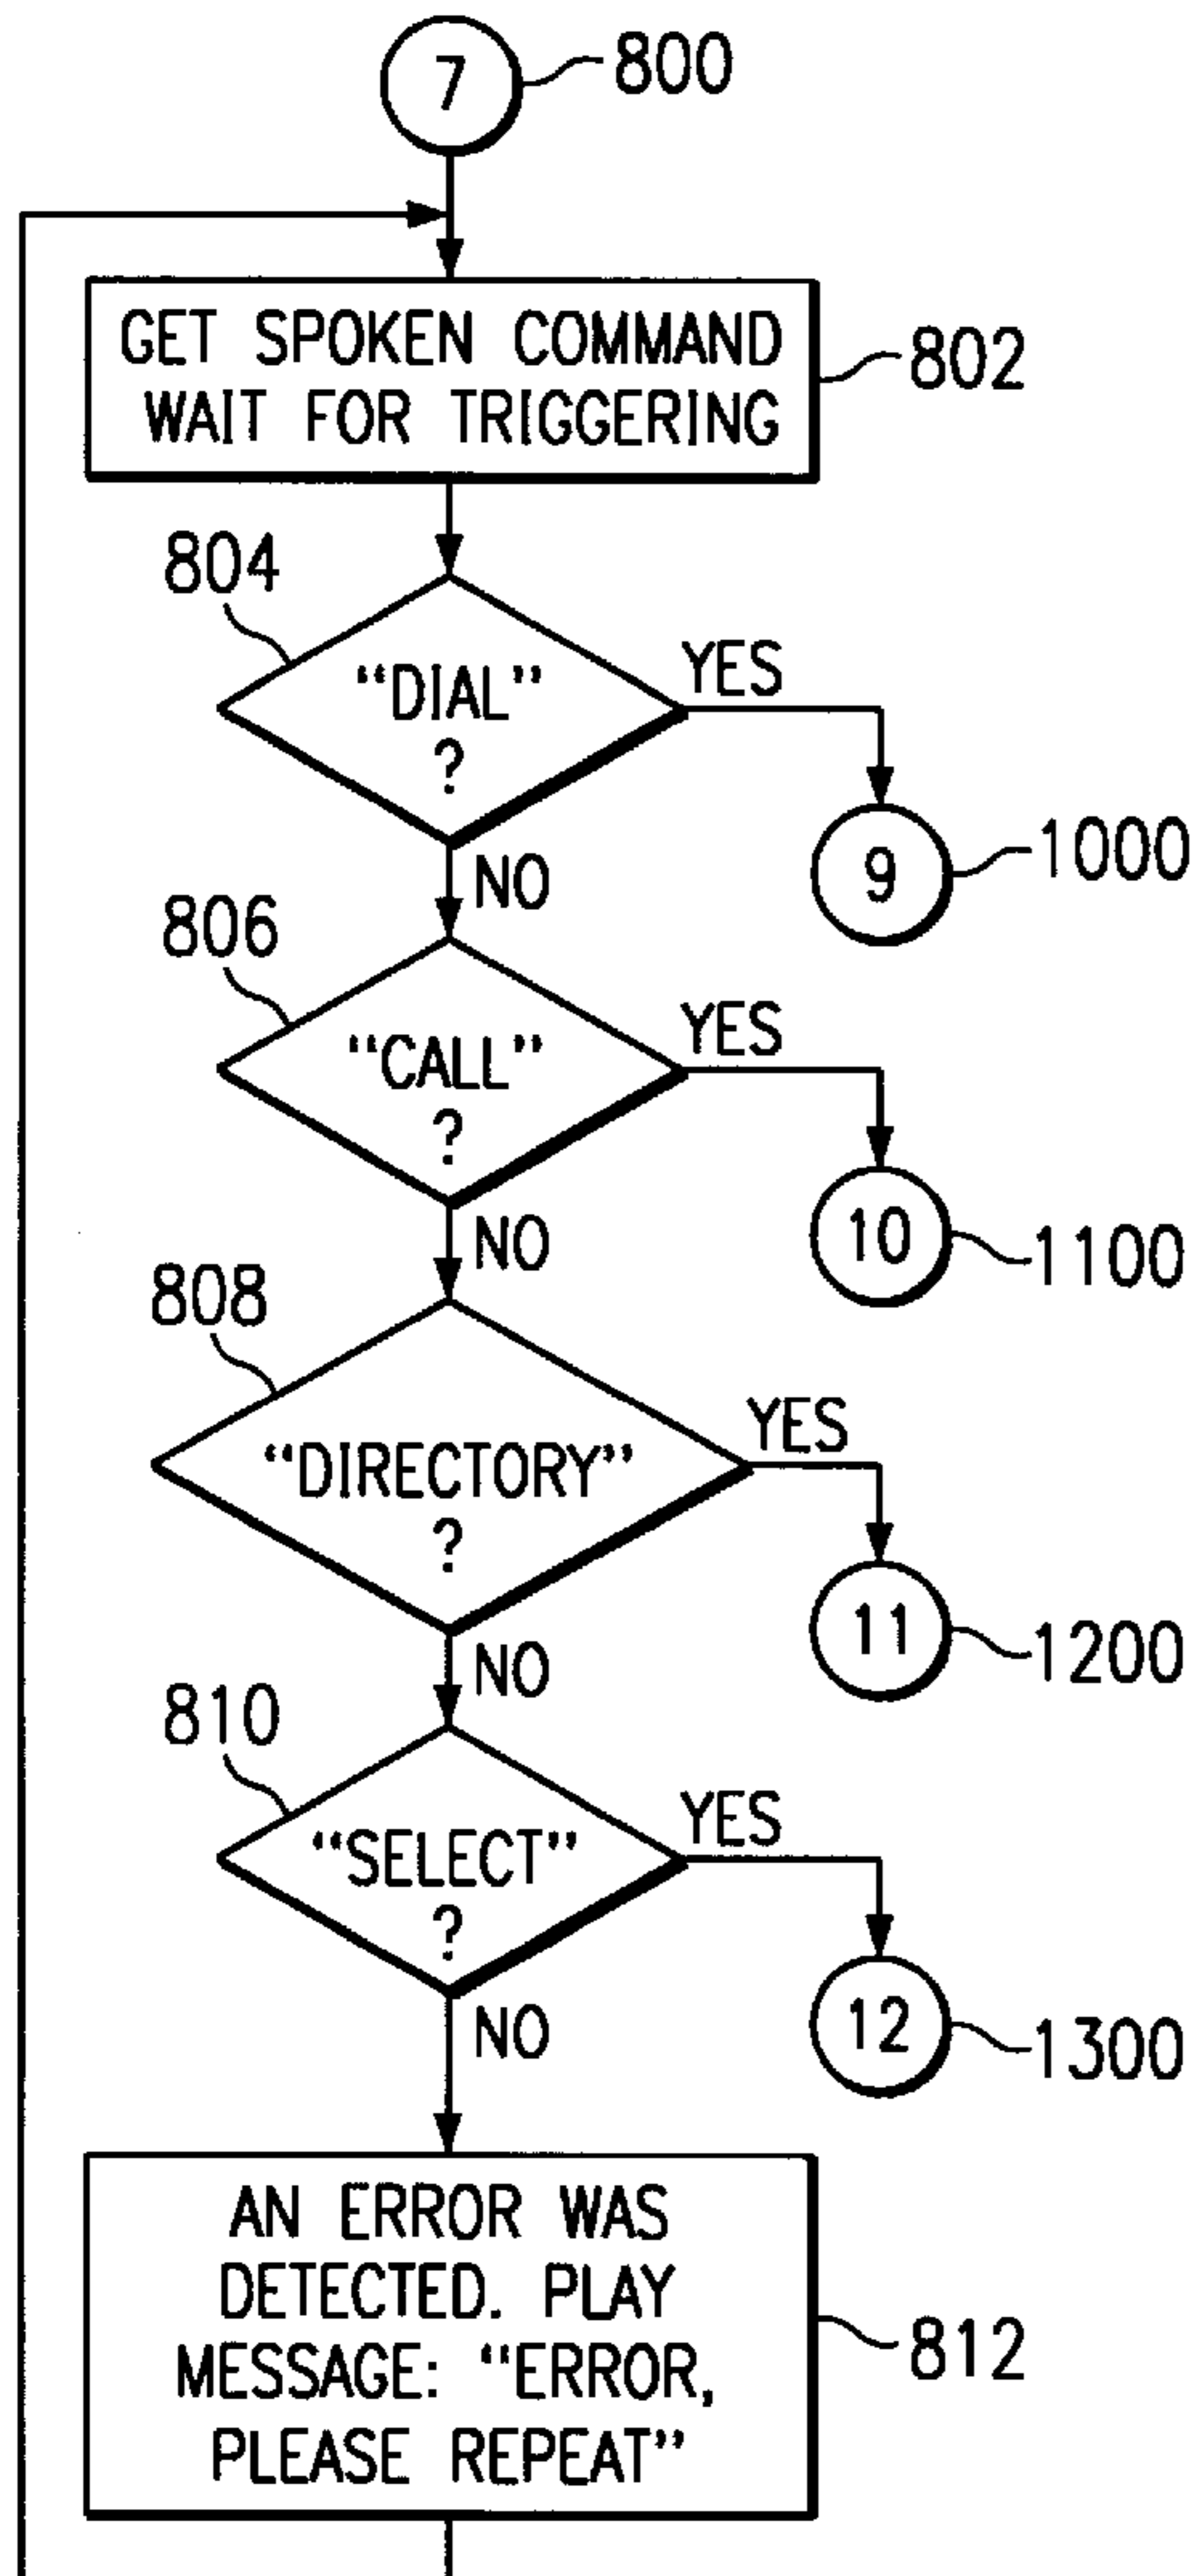 7
800
GET SPOKEN COMMAND
WAIT FOR TRIGGERING
802
804
"DIAL"
?
YES
NO
9
1000
806
"CALL"
?
YES
NO
10
1100
808
"DIRECTORY"
?
YES
NO
11
1200
810
"SELECT"
?
YES
NO
12
1300
AN ERROR WAS
DETECTED. PLAY
MESSAGE: "ERROR,
PLEASE REPEAT"
812